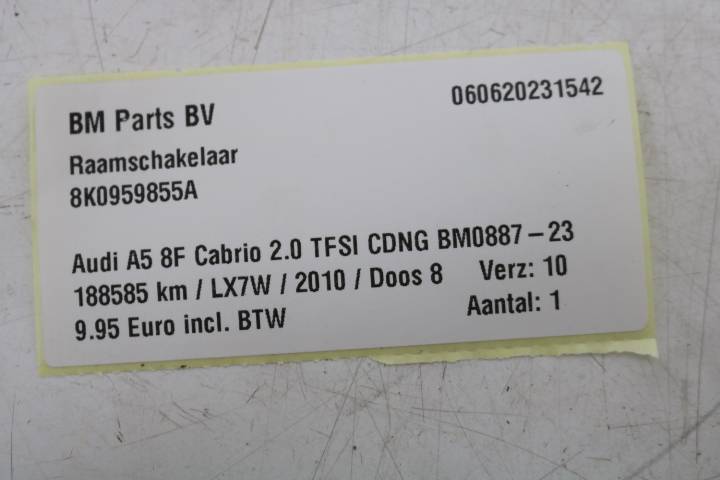 BM Parts BV
060620231542
Raamschakelaar
8K0959855A
Audi A5 8F Cabrio 2.0 TFSI CDNG BM0887-23
188585 km / LX7W / 2010 / Doos 8 Verz: 10
9.95 Euro incl. BTW Aantal: 1